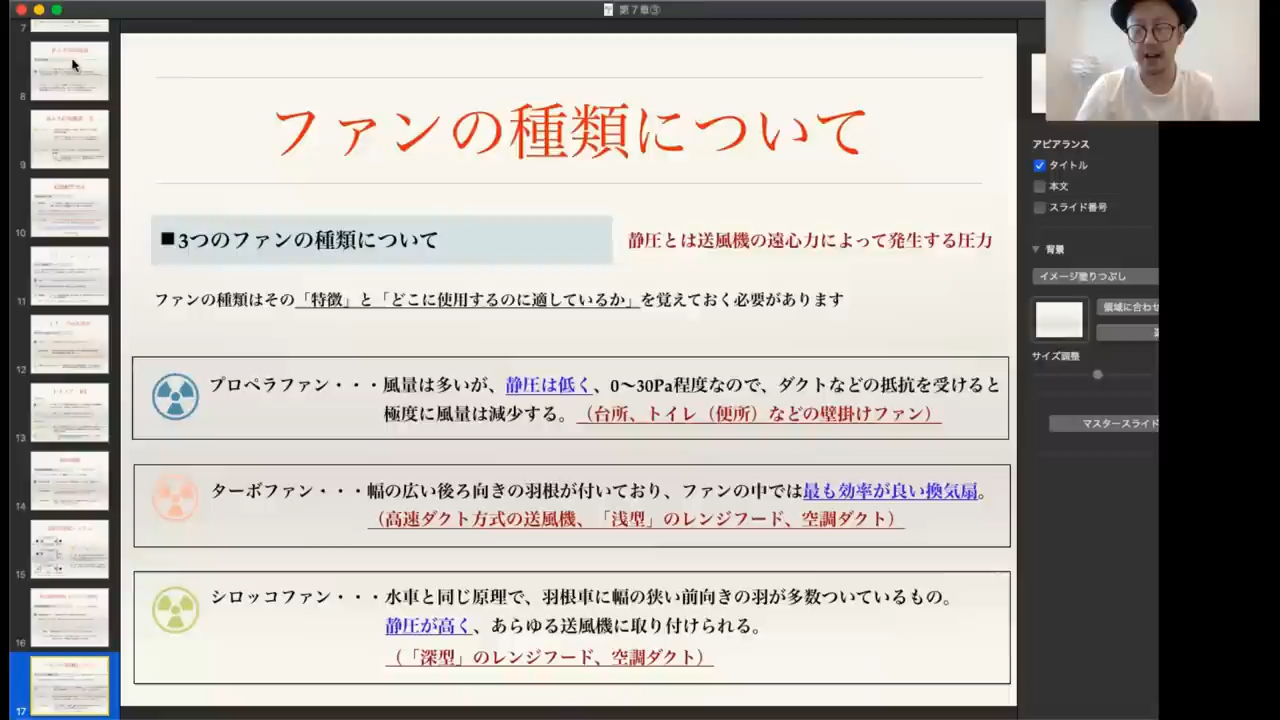 第７章③
7
8
9
10
11
12
13
14
15
16
17
ファンの種類について
■3つのファンの種類について
静圧とは送風機の遠心力によって発生する圧力
ファンの種類はその「特徴」と「どこに使用するのに適しているか」を覚えておく必要があります
プロペラファン・・・風量は多いが、静圧は低く、0〜30Pa程度なので、ダクトなどの抵抗を受けると
極度に風量は減少する。（台所、トイレ（便所）などの壁掛けファン）
ターボファン・・・幅の広い後ろ向きの羽根が付いており、ファンの中では最も効率が良い換気扇。
（高速ダクト方式の送風機、「浅型」のレンジフード、空調ダクト）
シロッコファン・・・水車と同じ原理で、羽根車に幅の狭い前向きの羽が多数ついているもの。
静圧が高く、あらゆる送風機に取り付けられる。
（「深型」のレンジフード、空調ダクト）
アピアランス
タイトル
本文
スライド番号
背景
イメージ塗りつぶし
領域に合わせ
サイズ調整
マスタースライド